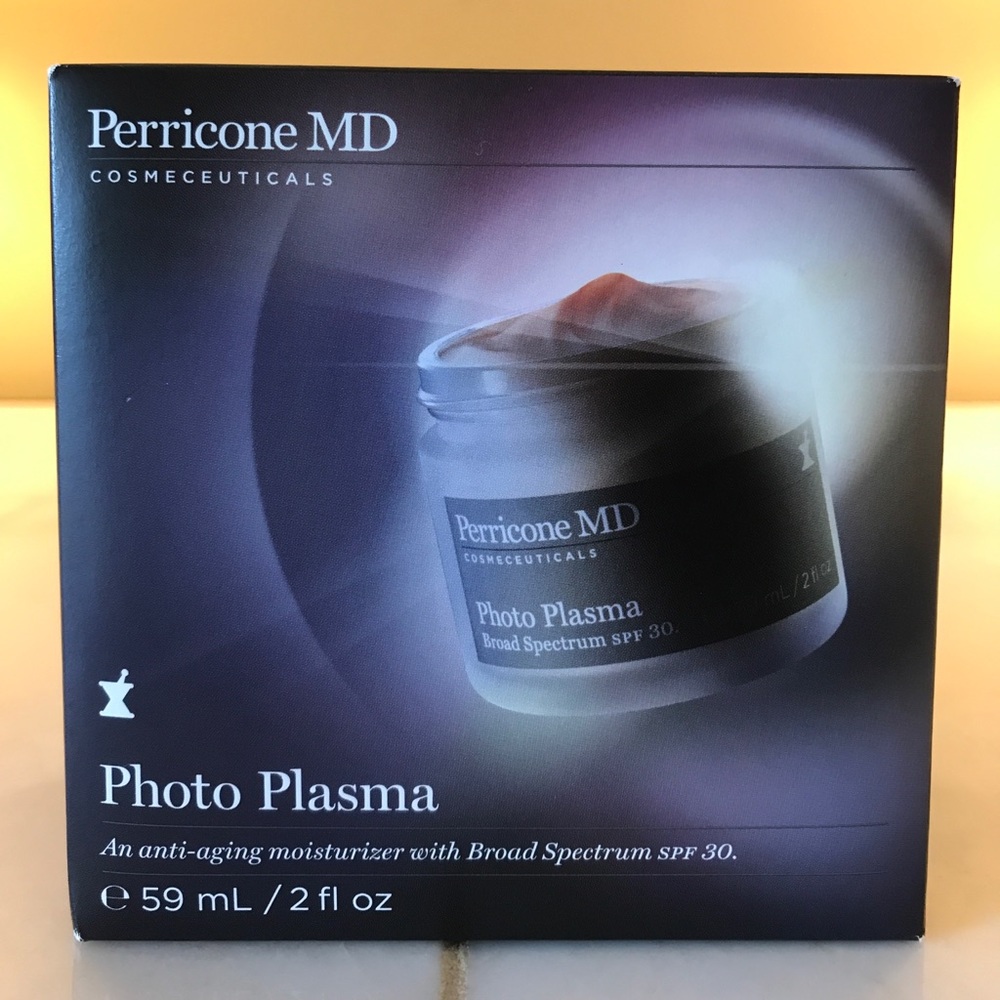 Perricone MD
COSMECEUTICALS
Perricone MD
COSMECEUTICALS
Photo Plasma
Broad Spectrum SPF 30.
mL / 2 fl oz
Photo Plasma
An anti-aging moisturizer with Broad Spectrum SPF 30.
℮ 59 mL / 2 fl oz